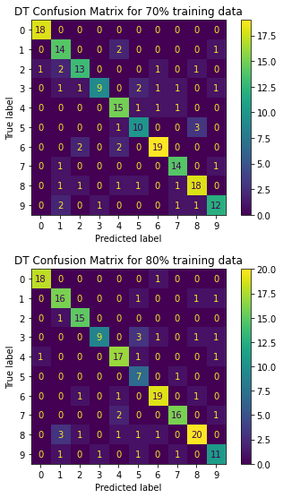 DT Confusion Matrix for 70% training data
0 18 0 0 0 0 0 0 0 0 0
1 0 14 0 0 2 0 0 0 0 1
2 1 2 13 0 0 0 1 0 1 0
3 0 1 1 9 0 2 1 1 0 1
4 0 0 0 0 15 1 1 1 0 0
5 0 0 0 0 1 10 0 0 3 0
6 0 0 2 0 2 0 19 0 0 0
7 0 1 0 0 0 0 0 14 0 1
8 0 1 1 0 1 1 0 1 18 0
9 0 2 0 1 0 0 0 1 1 12
0 1 2 3 4 5 6 7 8 9
Predicted label
True label
17.5
15.0
12.5
10.0
7.5
5.0
2.5
0.0
DT Confusion Matrix for 80% training data
0 18 0 0 0 0 0 1 0 0 0
1 0 16 0 0 0 1 0 0 1 1
2 0 1 15 0 0 0 0 0 0 0
3 0 0 0 9 0 3 1 0 1 1
4 1 0 0 0 17 1 0 0 0 1
5 0 0 0 0 0 7 0 1 0 0
6 0 0 1 0 1 0 19 0 1 0
7 0 0 0 0 2 0 0 16 0 1
8 0 3 1 0 1 1 1 0 20 0
9 0 1 0 1 0 1 0 1 0 11
0 1 2 3 4 5 6 7 8 9
Predicted label
True label
20.0
17.5
15.0
12.5
10.0
7.5
5.0
2.5
0.0